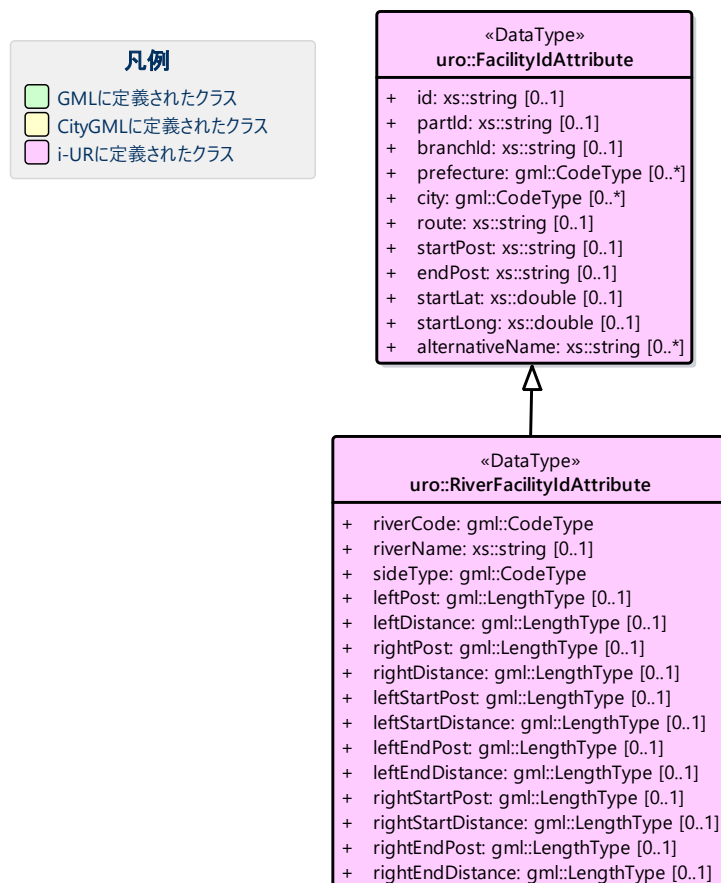 凡例
GMLに定義されたクラス
CityGMLに定義されたクラス
i-URに定義されたクラス
«DataType»
uro::FacilityIdAttribute
+ id: xs::string [0..1]
+ partId: xs::string [0..1]
+ branchId: xs::string [0..1]
+ prefecture: gml::CodeType [0..*]
+ city: gml::CodeType [0..*]
+ route: xs::string [0..1]
+ startPost: xs::string [0..1]
+ endPost: xs::string [0..1]
+ startLat: xs::double [0..1]
+ startLong: xs::double [0..1]
+ alternativeName: xs::string [0..*]
«DataType»
uro::RiverFacilityIdAttribute
+ riverCode: gml::CodeType
+ riverName: xs::string [0..1]
+ sideType: gml::CodeType
+ leftPost: gml::LengthType [0..1]
+ leftDistance: gml::LengthType [0..1]
+ rightPost: gml::LengthType [0..1]
+ rightDistance: gml::LengthType [0..1]
+ leftStartPost: gml::LengthType [0..1]
+ leftStartDistance: gml::LengthType [0..1]
+ leftEndPost: gml::LengthType [0..1]
+ leftEndDistance: gml::LengthType [0..1]
+ rightStartPost: gml::LengthType [0..1]
+ rightStartDistance: gml::LengthType [0..1]
+ rightEndPost: gml::LengthType [0..1]
+ rightEndDistance: gml::LengthType [0..1]